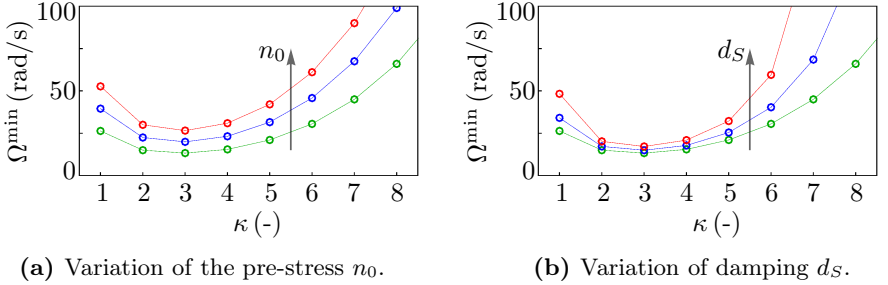 100
50
0
Ω^min (rad/s)
n_0
1 2 3 4 5 6 7 8
κ (-)
(a) Variation of the pre-stress n_0.
100
50
0
Ω^min (rad/s)
d_S
1 2 3 4 5 6 7 8
κ (-)
(b) Variation of damping d_S.